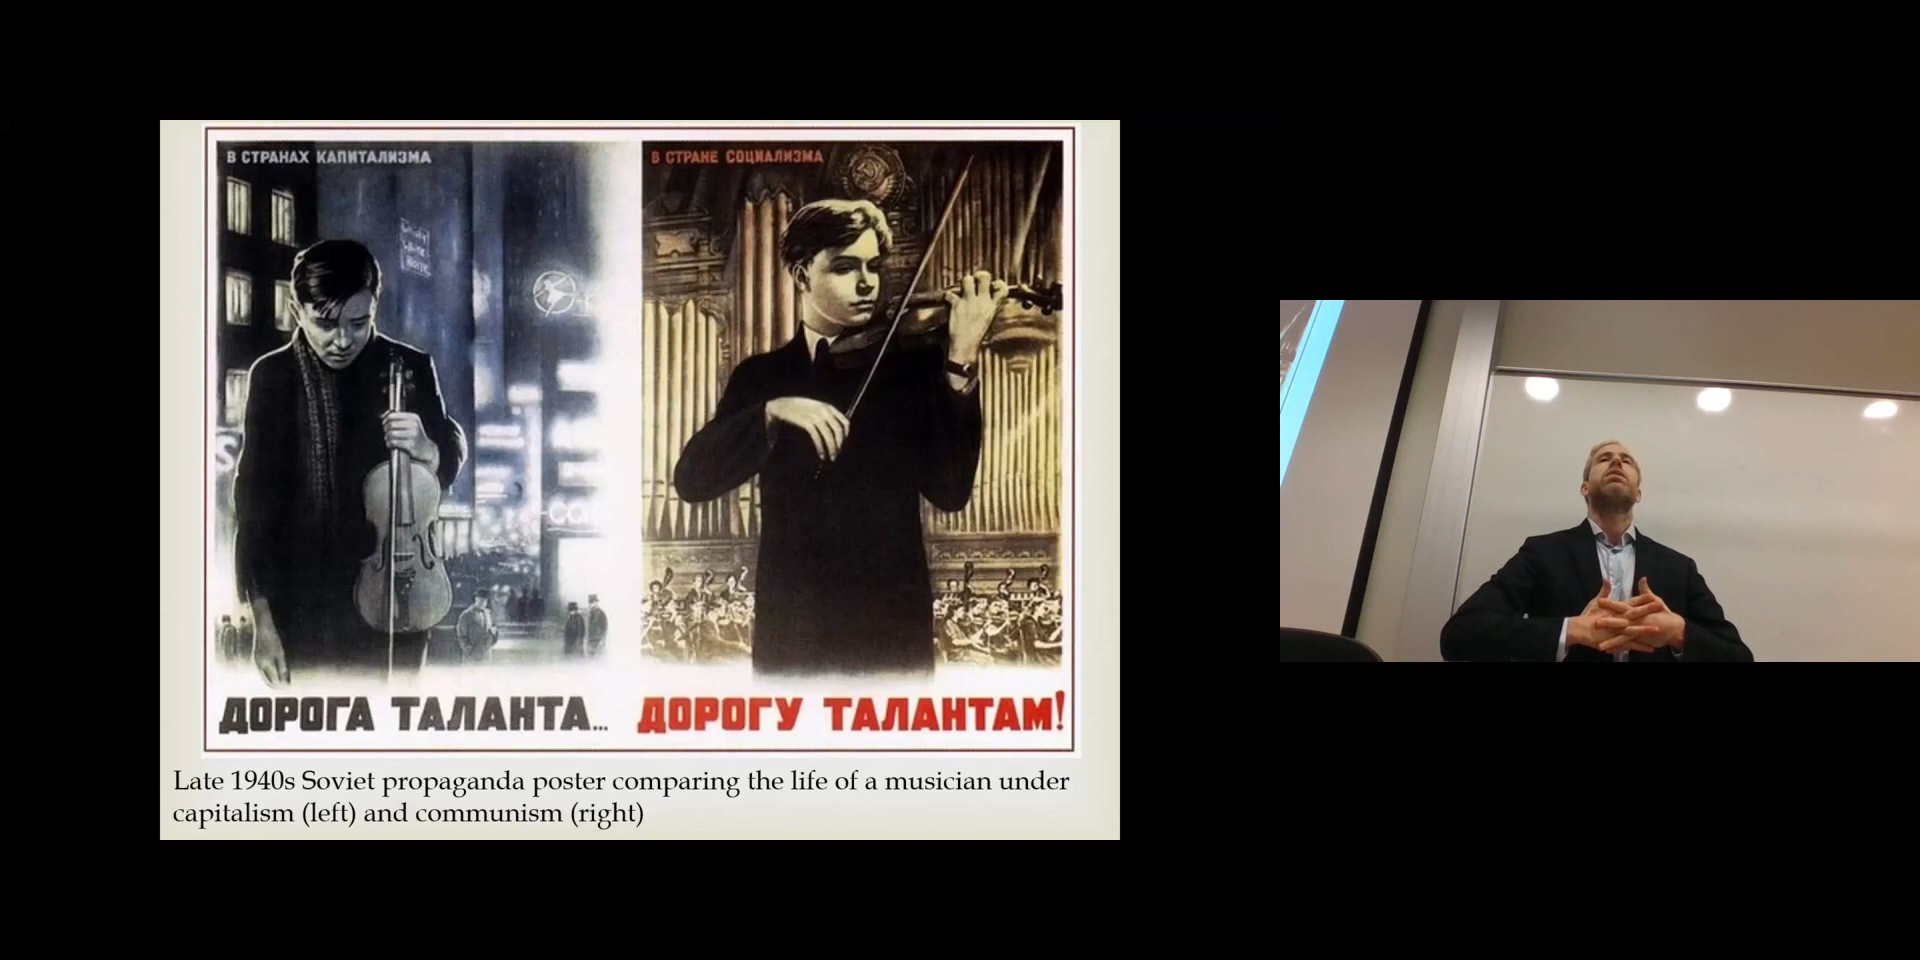 В СТРАНАХ КАПИТАЛИЗМА
В СТРАНЕ СОЦИАЛИЗМА
ДОРОГА ТАЛАНТА...
ДОРОГУ ТАЛАНТАМ!
Late 1940s Soviet propaganda poster comparing the life of a musician under
capitalism (left) and communism (right)